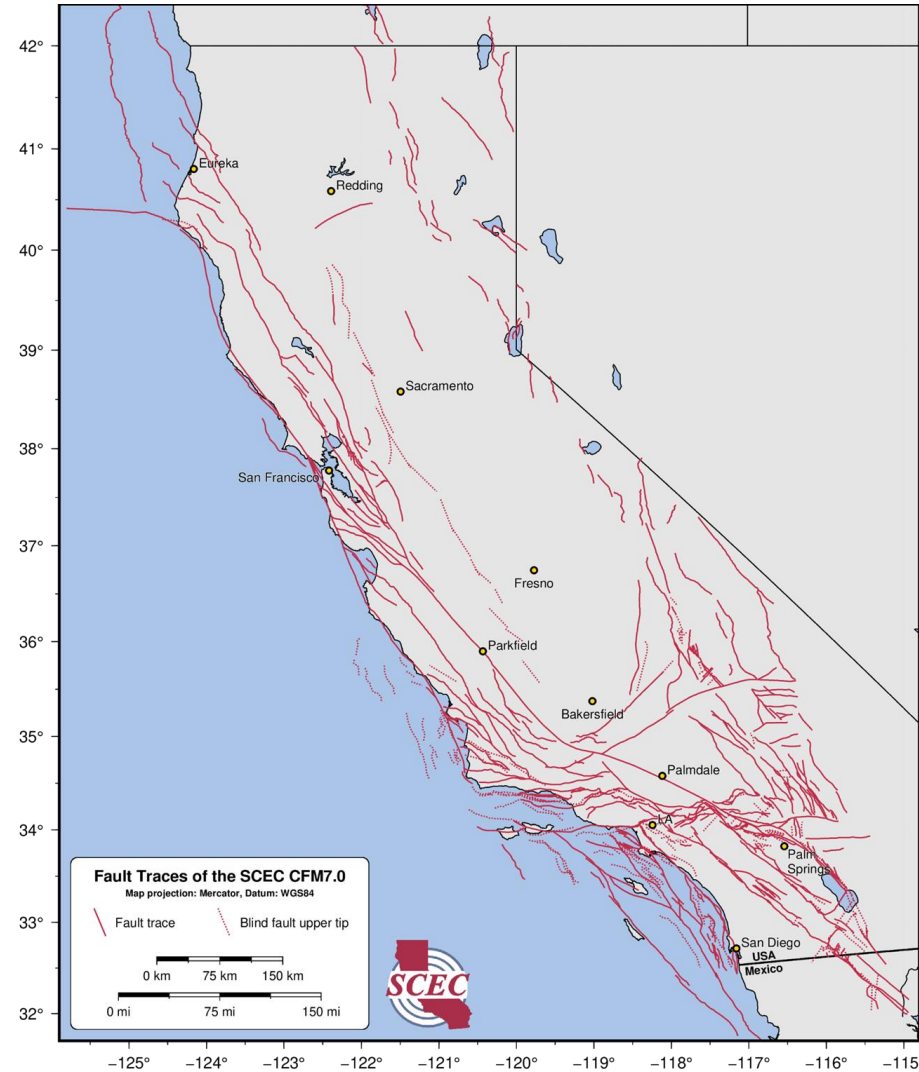 42°
41°
Eureka
Redding
40°
39°
Sacramento
38°
San Francisco
37°
Fresno
36°
Parkfield
Bakersfield
35°
Palmdale
34°
LA
Palm
Springs
Fault Traces of the SCEC CFM7.0
Map projection: Mercator, Datum: WGS84
Fault trace
Blind fault upper tip
0 km 75 km 150 km
0 mi 75 mi 150 mi
33°
San Diego
USA
Mexico
SCEC
32°
−125° −124° −123° −122° −121° −120° −119° −118° −117° −116° −115°